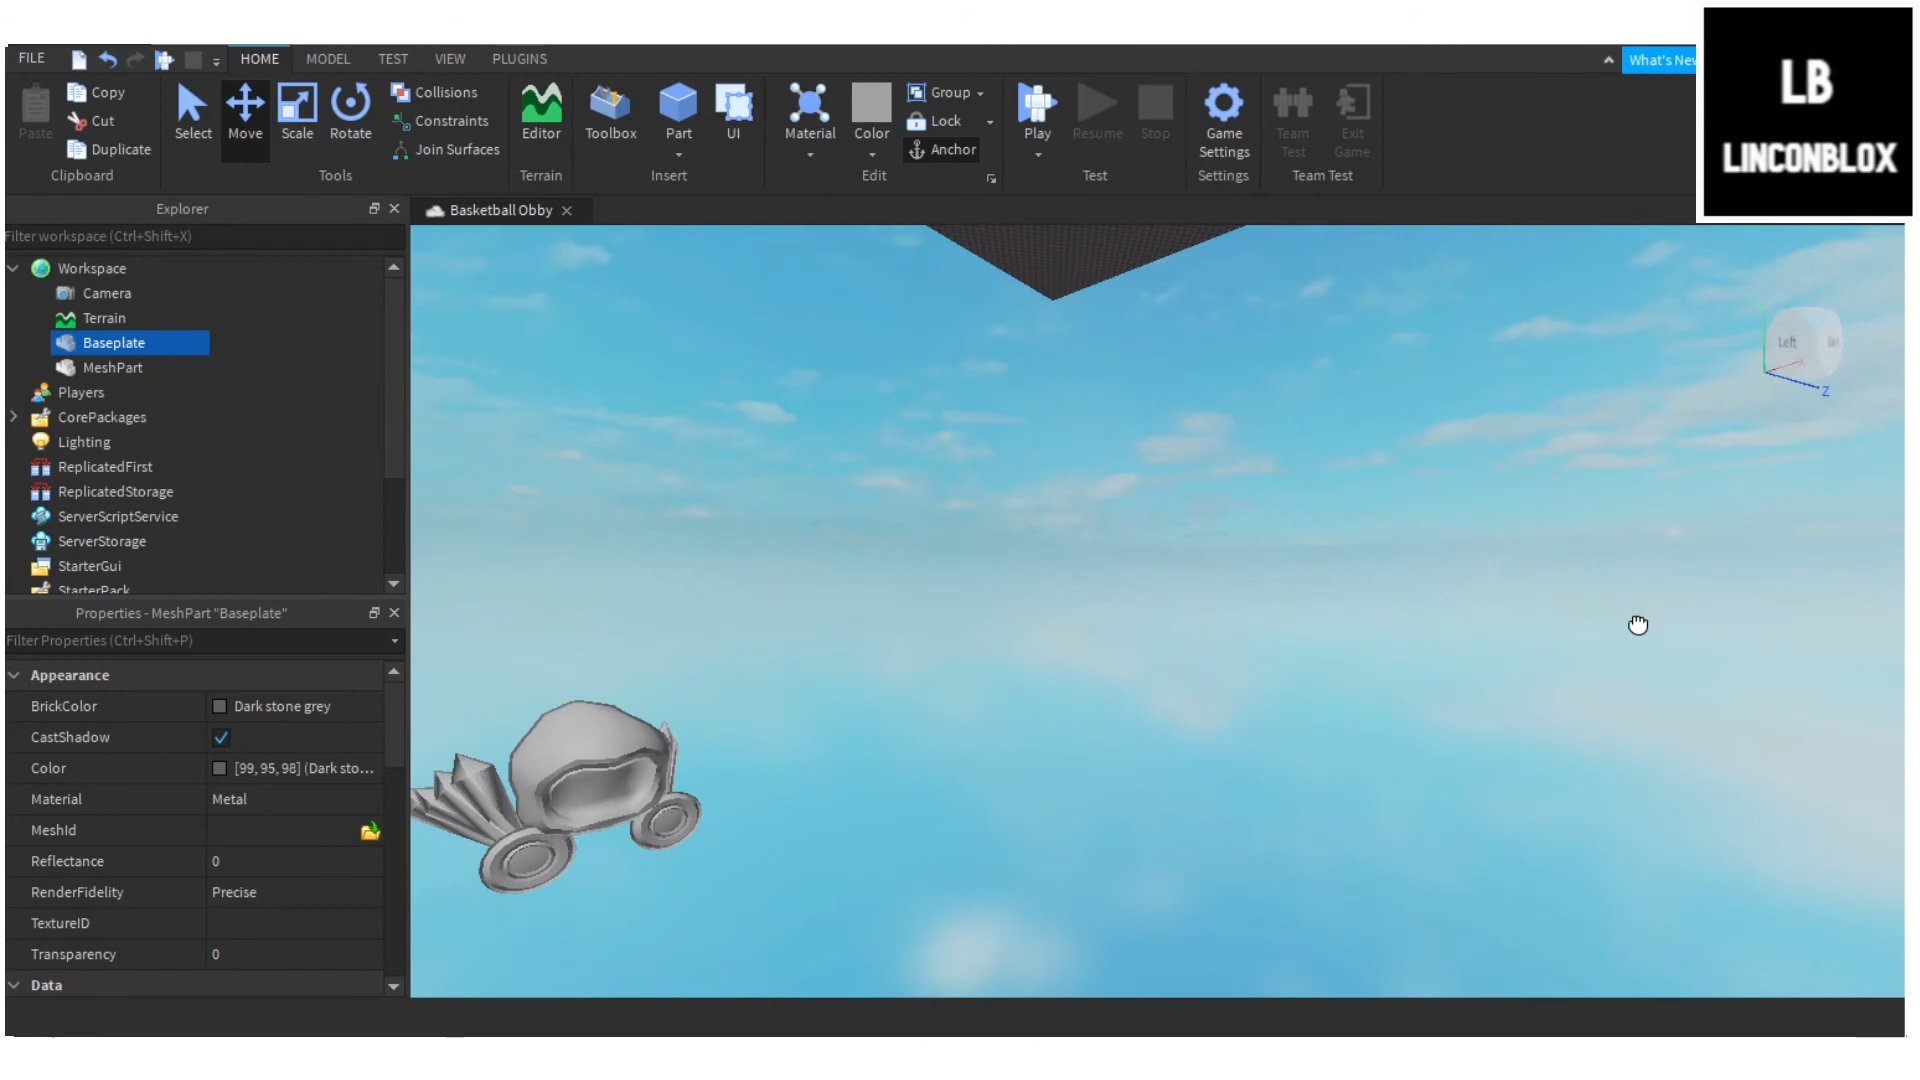 FILE
HOME
MODEL
TEST
VIEW
PLUGINS
What's New
LB
LINCONBLOX
Paste
Copy
Cut
Duplicate
Clipboard
Select
Move
Scale
Rotate
Collisions
Constraints
Join Surfaces
Tools
Editor
Terrain
Toolbox
Part
UI
Insert
Material
Color
Group
Lock
Anchor
Edit
Play
Resume
Stop
Test
Game
Settings
Settings
Team
Test
Exit
Game
Team Test
Explorer
Basketball Obby
Filter workspace (Ctrl+Shift+X)
Workspace
Camera
Terrain
Baseplate
MeshPart
Players
CorePackages
Lighting
ReplicatedFirst
ReplicatedStorage
ServerScriptService
ServerStorage
StarterGui
StarterPack
Left
X
Z
Properties - MeshPart "Baseplate"
Filter Properties (Ctrl+Shift+P)
Appearance
BrickColor Dark stone grey
CastShadow
Color [99, 95, 98] (Dark sto...
Material Metal
MeshId
Reflectance 0
RenderFidelity Precise
TextureID
Transparency 0
Data